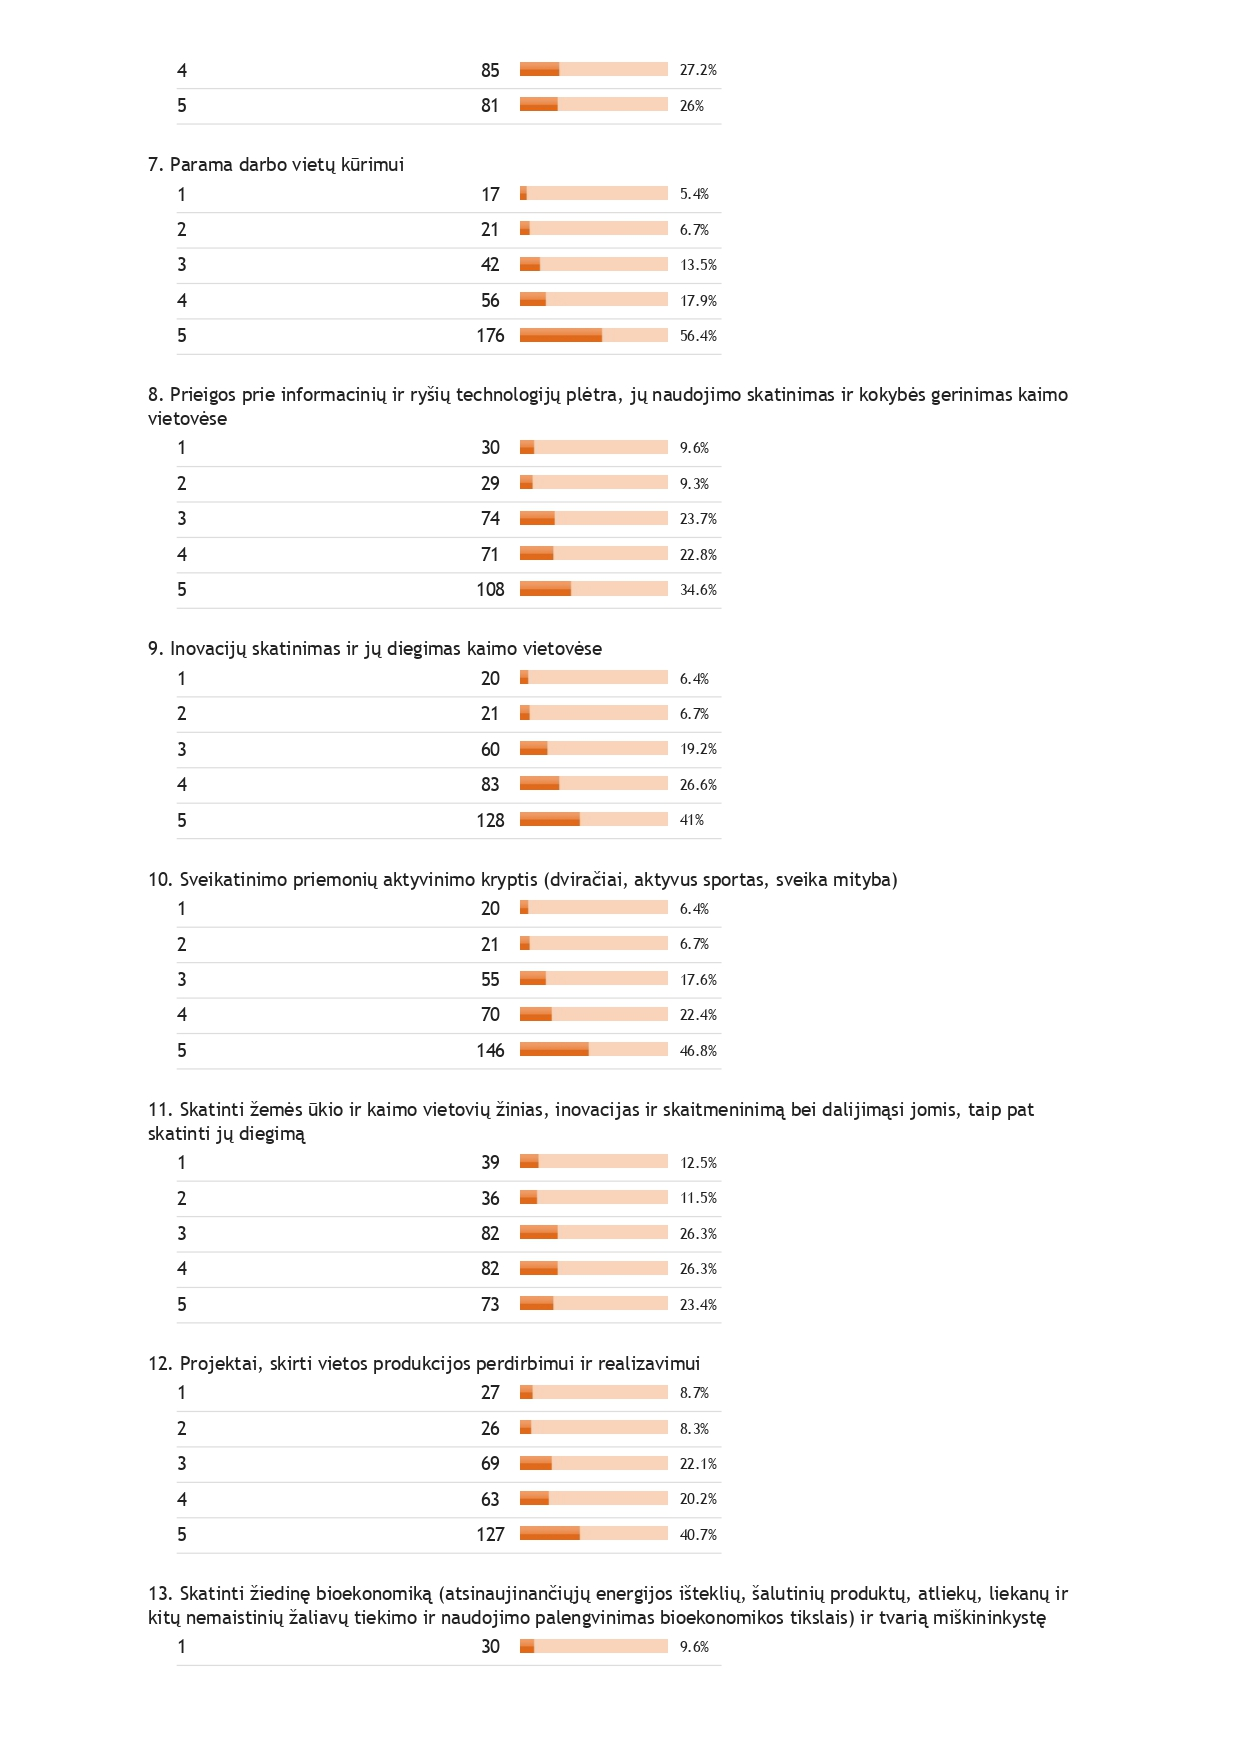 4 85 27.2%
5 81 26%
7. Parama darbo vietų kūrimui
1 17 5.4%
2 21 6.7%
3 42 13.5%
4 56 17.9%
5 176 56.4%
8. Prieigos prie informacinių ir ryšių technologijų plėtra, jų naudojimo skatinimas ir kokybės gerinimas kaimo
vietovėse
1 30 9.6%
2 29 9.3%
3 74 23.7%
4 71 22.8%
5 108 34.6%
9. Inovacijų skatinimas ir jų diegimas kaimo vietovėse
1 20 6.4%
2 21 6.7%
3 60 19.2%
4 83 26.6%
5 128 41%
10. Sveikatinimo priemonių aktyvinimo kryptis (dviračiai, aktyvus sportas, sveika mityba)
1 20 6.4%
2 21 6.7%
3 55 17.6%
4 70 22.4%
5 146 46.8%
11. Skatinti žemės ūkio ir kaimo vietovių žinias, inovacijas ir skaitmeninimą bei dalijimąsi jomis, taip pat
skatinti jų diegimą
1 39 12.5%
2 36 11.5%
3 82 26.3%
4 82 26.3%
5 73 23.4%
12. Projektai, skirti vietos produkcijos perdirbimui ir realizavimui
1 27 8.7%
2 26 8.3%
3 69 22.1%
4 63 20.2%
5 127 40.7%
13. Skatinti žiedinę bioekonomiką (atsinaujinančiųjų energijos išteklių, šalutinių produktų, atliekų, liekanų ir
kitų nemaistinių žaliavų tiekimo ir naudojimo palengvinimas bioekonomikos tikslais) ir tvarią miškininkystę
1 30 9.6%